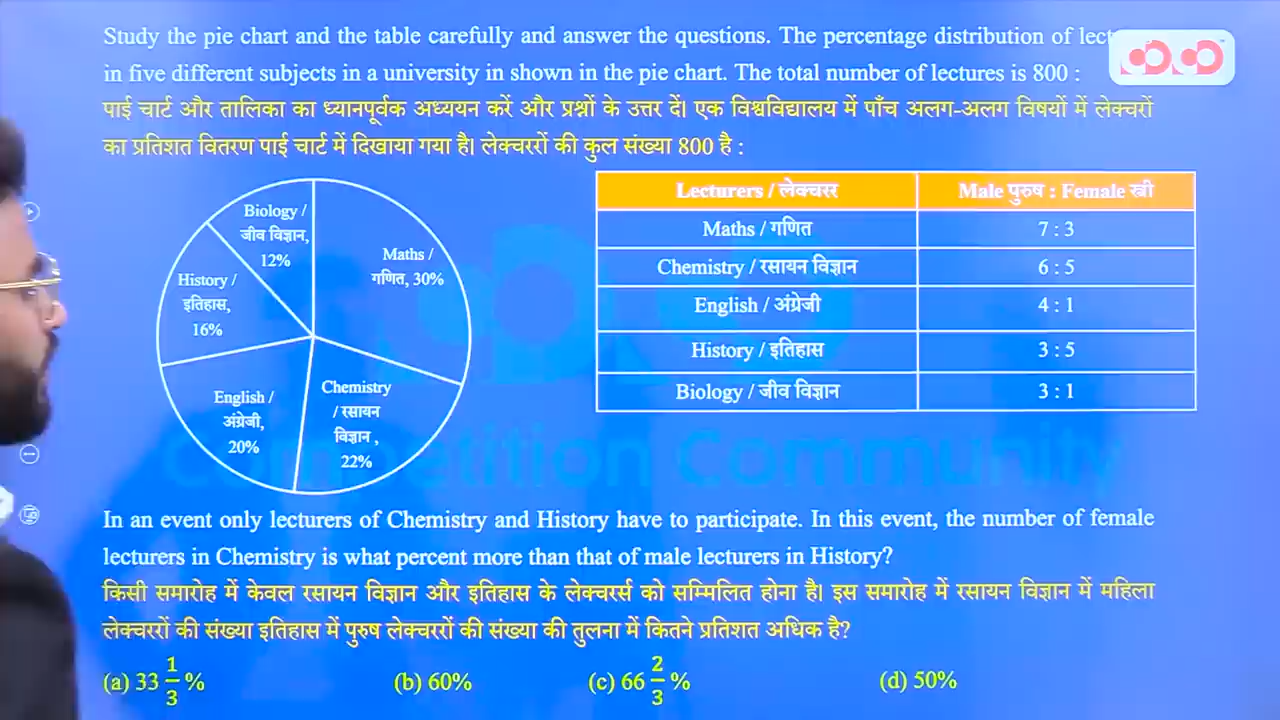 Study the pie chart and the table carefully and answer the questions. The percentage distribution of
in five different subjects in a university in shown in the pie chart. The total number of lectures is 800 :
पाई चार्ट और तालिका का ध्यानपूर्वक अध्ययन करें और प्रश्नों के उत्तर दें। एक विश्वविद्यालय में पाँच अलग-अलग विषयों में लेक्चरों
का प्रतिशत वितरण पाई चार्ट में दिखाया गया है। लेक्चररों की कुल संख्या 800 है :
Biology /
जीव विज्ञान,
12%
Maths /
गणित, 30%
History /
इतिहास,
16%
English /
अंग्रेजी,
20%
Chemistry
/ रसायन
विज्ञान ,
22%
Lecturers / लेक्चरर Male पुरुष : Female स्त्री
Maths / गणित 7 : 3
Chemistry / रसायन विज्ञान 6 : 5
English / अंग्रेजी 4 : 1
History / इतिहास 3 : 5
Biology / जीव विज्ञान 3 : 1
Competition Community
In an event only lecturers of Chemistry and History have to participate. In this event, the number of female
lecturers in Chemistry is what percent more than that of male lecturers in History?
किसी समारोह में केवल रसायन विज्ञान और इतिहास के लेक्चरर्स को सम्मिलित होना है। इस समारोह में रसायन विज्ञान में महिला
लेक्चररों की संख्या इतिहास में पुरुष लेक्चररों की संख्या की तुलना में कितने प्रतिशत अधिक है?
(a) 33 1/3 % (b) 60% (c) 66 2/3 % (d) 50%